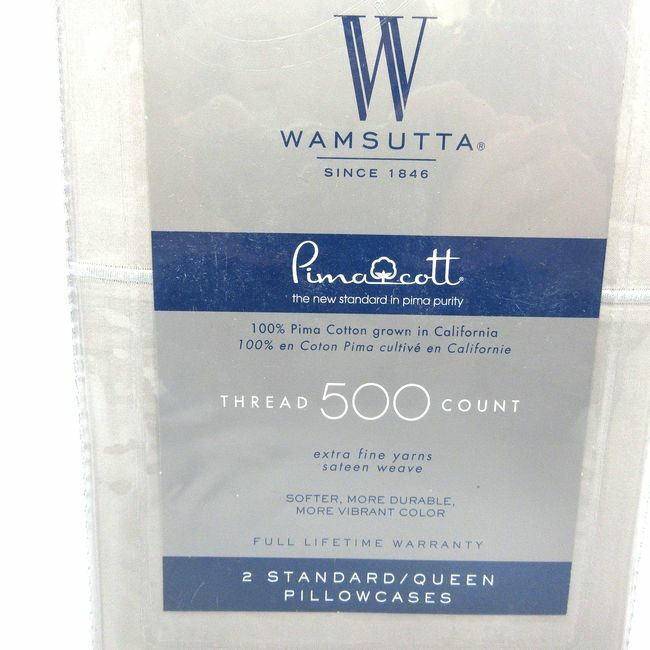 W
WAMSUTTA®
SINCE 1846
Pimacott®
the new standard in pima purity
100% Pima Cotton grown in California
100% en Coton Pima cultivé en Californie
THREAD 500 COUNT
extra fine yarns
sateen weave
SOFTER, MORE DURABLE,
MORE VIBRANT COLOR
FULL LIFETIME WARRANTY
2 STANDARD/QUEEN
PILLOWCASES